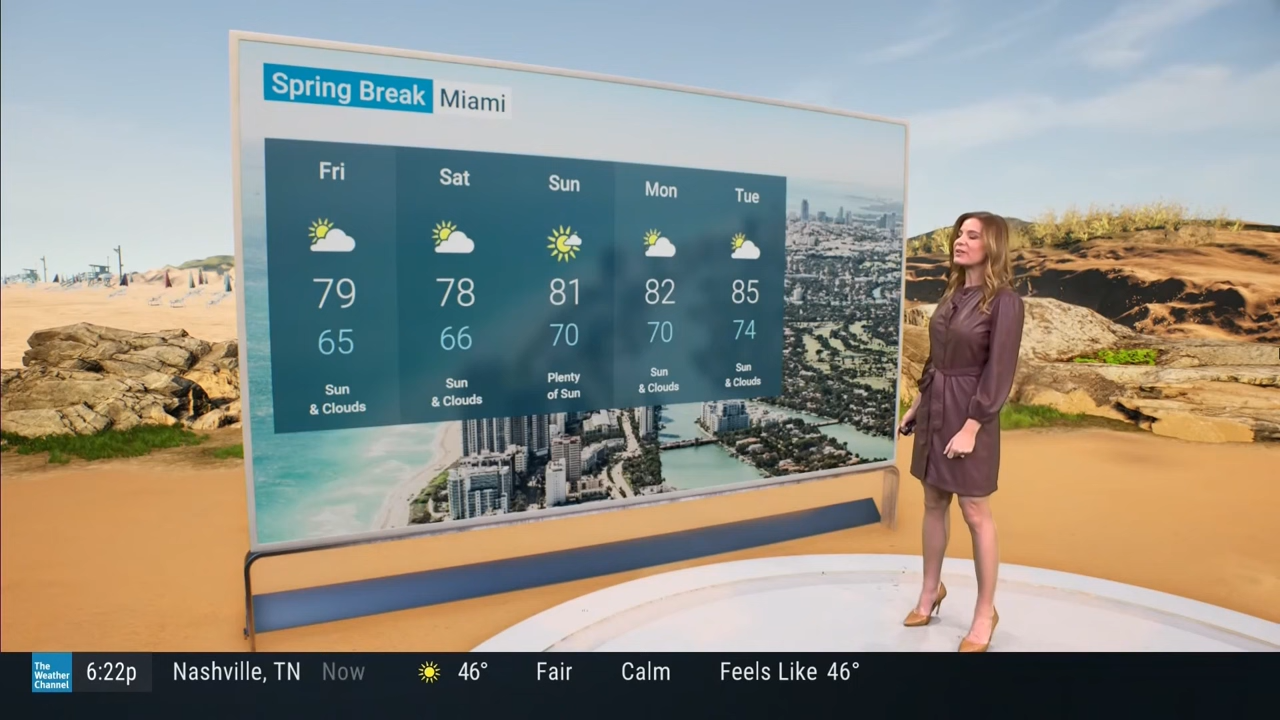 Spring Break Miami
Fri Sat Sun Mon Tue
79 78 81 82 85
65 66 70 70 74
Sun & Clouds
Sun & Clouds
Plenty of Sun
Sun & Clouds
Sun & Clouds
The Weather Channel
6:22p Nashville, TN Now 46° Fair Calm Feels Like 46°